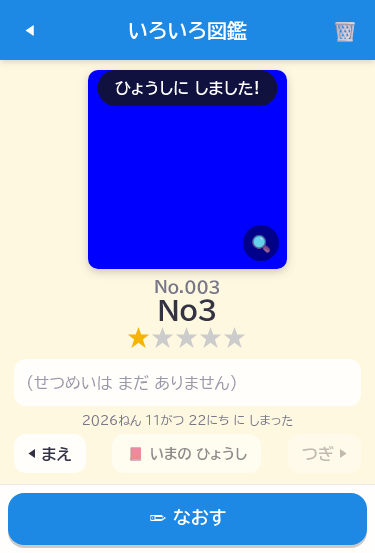 いろいろ図鑑
ひょうしに しました!
No.003
No3
(せつめいは まだ ありません)
2026ねん 11がつ 22にち に しまった
まえ
いまの ひょうし
つぎ
なおす